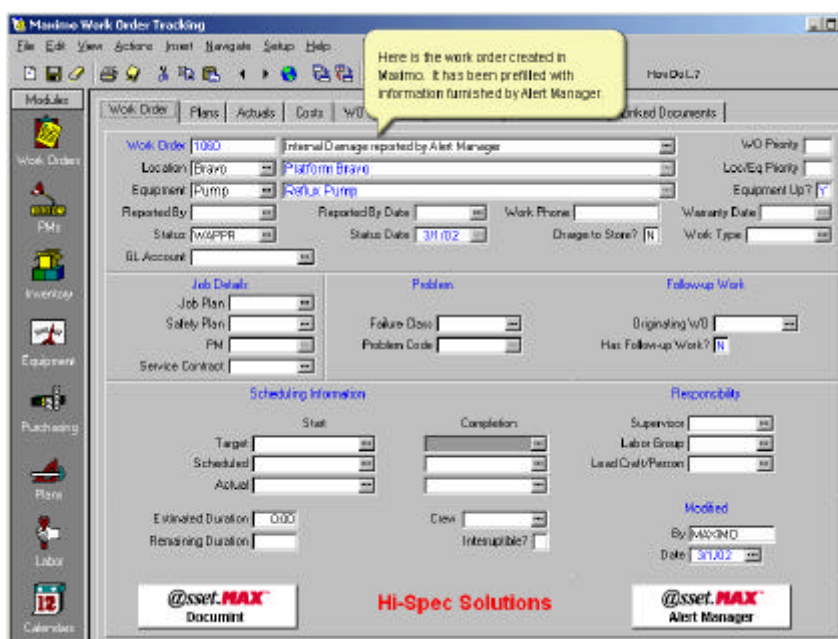 Maximo Work Order Tracking
File Edit View Actions Insert Navigate Setup Help
How Do I..?
Here is the work order created in
Maximo. It has been prefilled with
information furnished by Alert Manager.
Modules
Work Orders
PMs
Inventory
Equipment
Purchasing
Plans
Labor
12
Calendars
Work Order Plans Actuals Costs Linked Documents
Work Order 1060 Internal Damage reported by Alert Manager WO Priority
Location Bravo Platform Bravo Loc/Eq Priority
Equipment Pump Reflux Pump Equipment Up? Y
Reported By Reported By Date Work Phone Warranty Date
Status WAPPR Status Date 3/1/02 Charge to Store? N Work Type
GL Account
Job Details Problem Follow-up Work
Job Plan
Safety Plan Failure Class Originating WO
PM Problem Code Has Follow-up Work? N
Service Contract
Scheduling Information Responsibility
Start Completion Supervisor
Target Labor Group
Scheduled Lead Craft/Person
Actual
Modified
Estimated Duration 0:00 Crew By MAXIMO
Remaining Duration Interruptible? Date 3/1/02
@sset.MAX™ Hi-Spec Solutions @sset.MAX™
Documint Alert Manager